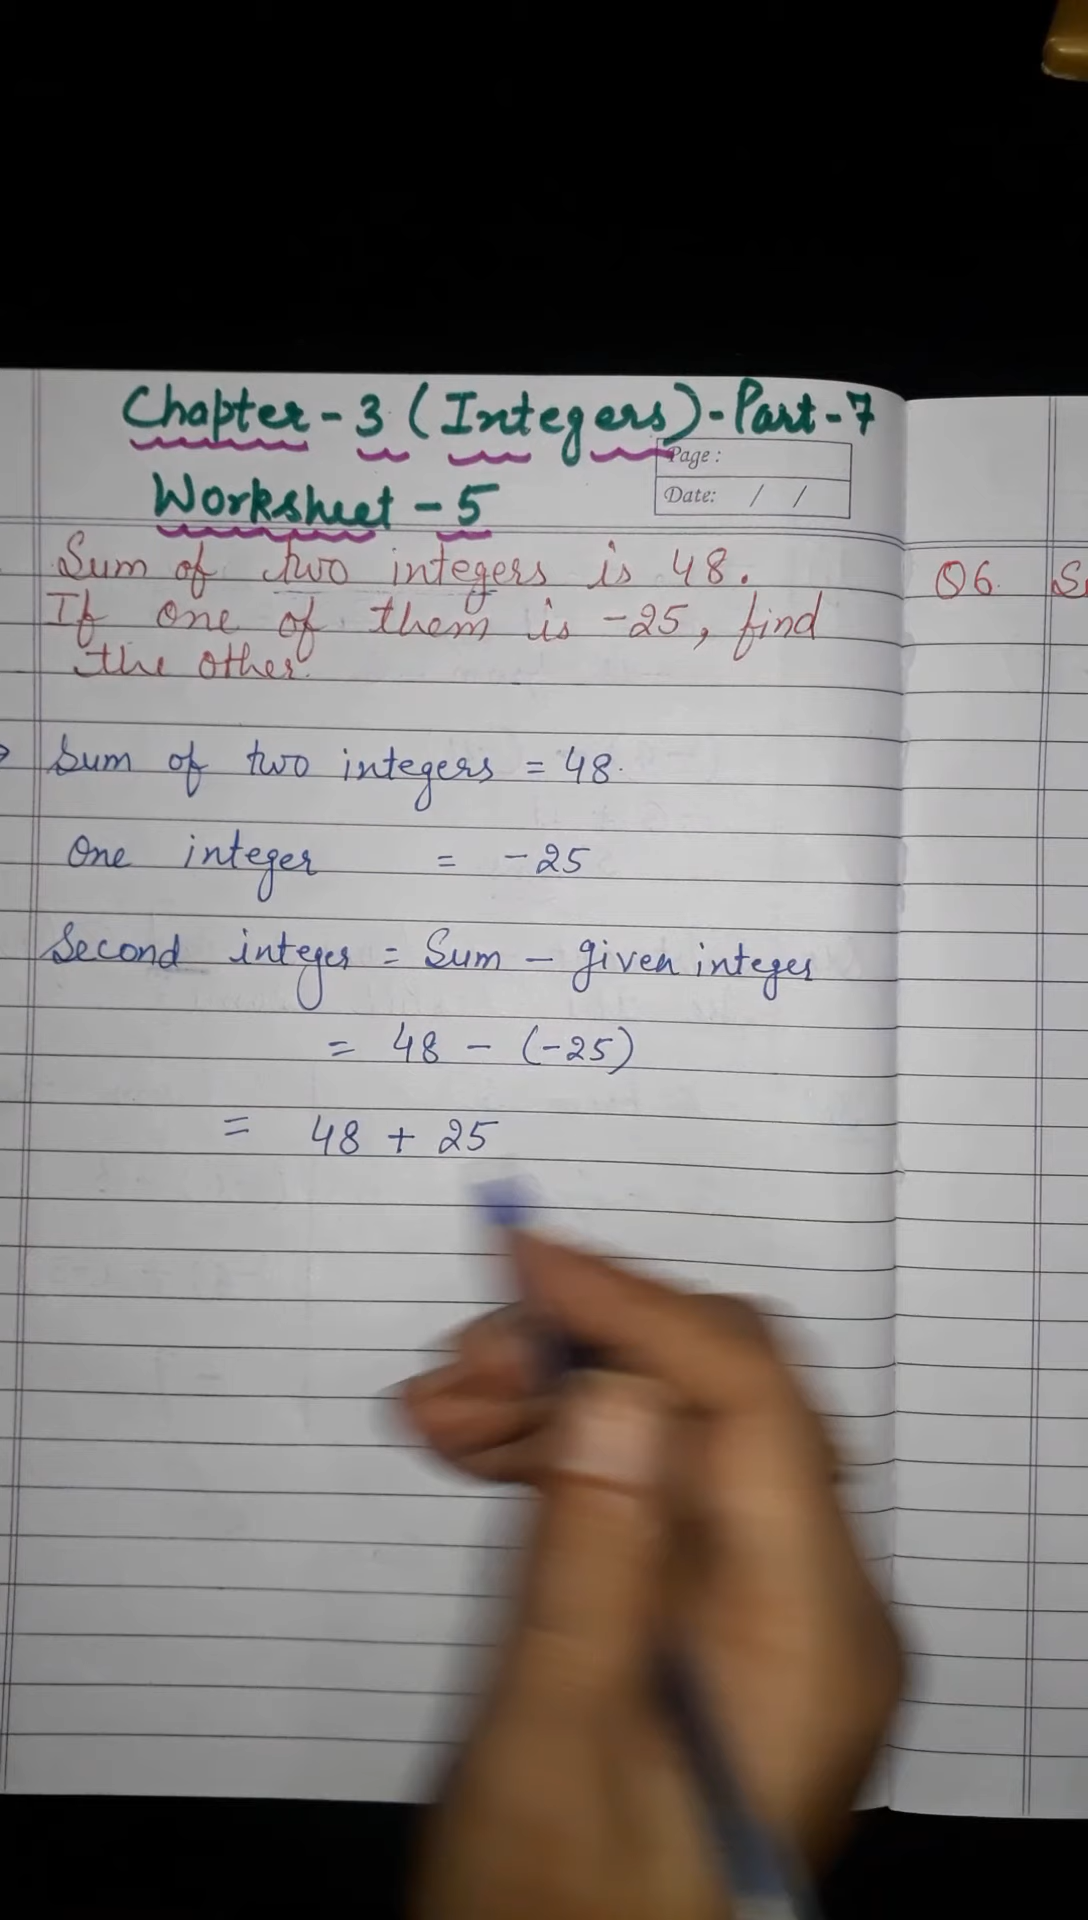 Chapter-3 (Integers)-Part-7
Page:
Worksheet-5
Date: / /
Sum of two integers is 48.
If one of them is -25, find
the other.
Sum of two integers = 48.
One integer = -25
Second integer = Sum - given integer
= 48 - (-25)
= 48 + 25
Q6.